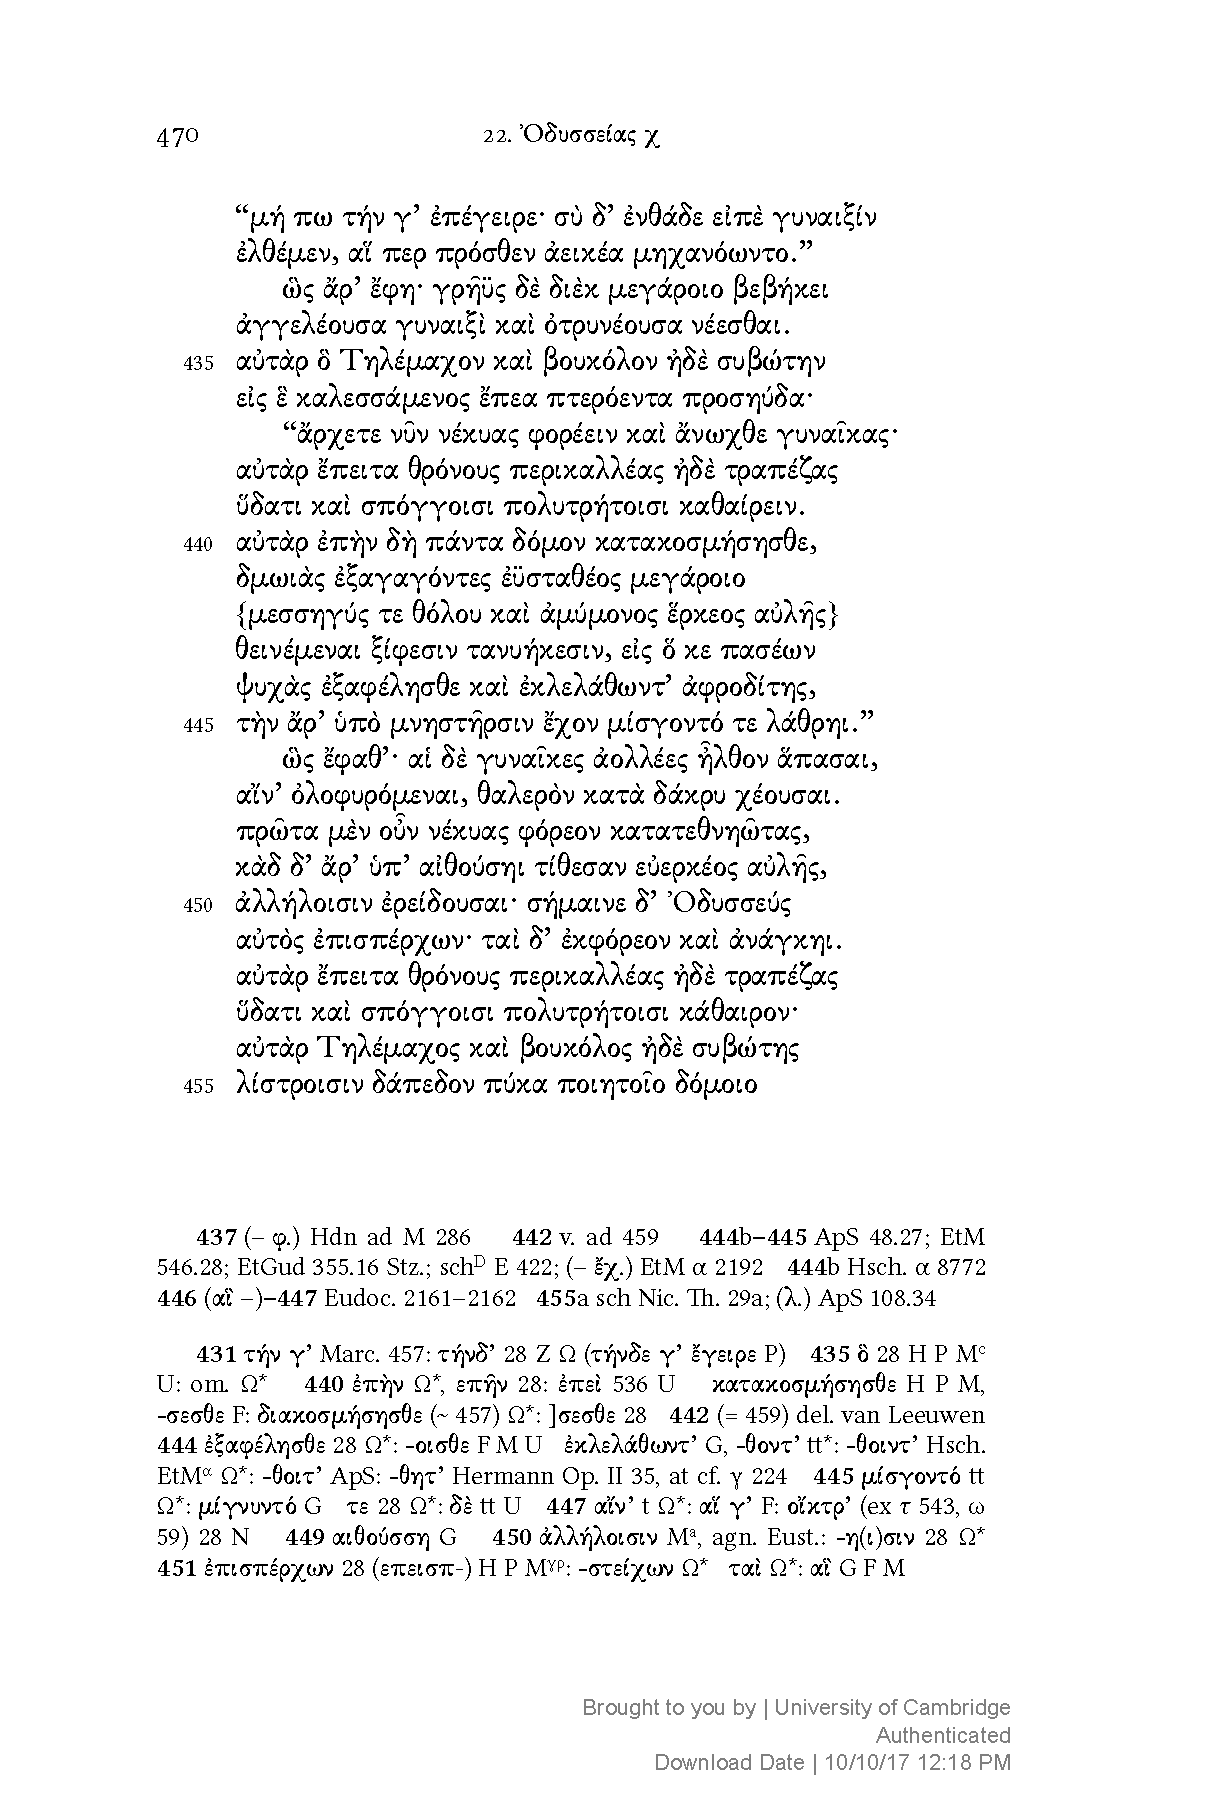 470 22. Ὀδυσσείας χ
“μή πω τήν γ’ ἐπέγειρε· σὺ δ’ ἐνθάδε εἰπὲ γυναιξίν
ἐλθέμεν, αἵ περ πρόσθεν ἀεικέα μηχανόωντο.”
ὣς ἄρ’ ἔφη· γρηῢς δὲ διὲκ μεγάροιο βεβήκει
ἀγγελέουσα γυναιξὶ καὶ ὀτρυνέουσα νέεσθαι.
435 αὐτὰρ ὃ Τηλέμαχον καὶ βουκόλον ἠδὲ συβώτην
εἰς ἓ καλεσσάμενος ἔπεα πτερόεντα προσηύδα·
“ἄρχετε νῦν νέκυας φορέειν καὶ ἄνωχθε γυναῖκας·
αὐτὰρ ἔπειτα θρόνους περικαλλέας ἠδὲ τραπέζας
ὕδατι καὶ σπόγγοισι πολυτρήτοισι καθαίρειν.
440 αὐτὰρ ἐπὴν δὴ πάντα δόμον κατακοσμήσησθε,
δμωιὰς ἐξαγαγόντες ἐϋσταθέος μεγάροιο
{μεσσηγύς τε θόλου καὶ ἀμύμονος ἕρκεος αὐλῆς}
θεινέμεναι ξίφεσιν τανυήκεσιν, εἰς ὅ κε πασέων
ψυχὰς ἐξαφέλησθε καὶ ἐκλελάθωντ’ ἀφροδίτης,
445 τὴν ἄρ’ ὑπὸ μνηστῆρσιν ἔχον μίσγοντό τε λάθρηι.”
ὣς ἔφαθ’· αἱ δὲ γυναῖκες ἀολλέες ἦλθον ἅπασαι,
αἴν’ ὀλοφυρόμεναι, θαλερὸν κατὰ δάκρυ χέουσαι.
πρῶτα μὲν οὖν νέκυας φόρεον κατατεθνηῶτας,
κὰδ δ’ ἄρ’ ὑπ’ αἰθούσηι τίθεσαν εὐερκέος αὐλῆς,
450 ἀλλήλοισιν ἐρείδουσαι· σήμαινε δ’ Ὀδυσσεύς
αὐτὸς ἐπισπέρχων· ταὶ δ’ ἐκφόρεον καὶ ἀνάγκηι.
αὐτὰρ ἔπειτα θρόνους περικαλλέας ἠδὲ τραπέζας
ὕδατι καὶ σπόγγοισι πολυτρήτοισι κάθαιρον·
αὐτὰρ Τηλέμαχος καὶ βουκόλος ἠδὲ συβώτης
455 λίστροισιν δάπεδον πύκα ποιητοῖο δόμοιο
437 (– φ.) Hdn ad M 286 442 v. ad 459 444b–445 ApS 48.27; EtM
546.28; EtGud 355.16 Stz.; schD E 422; (– ἔχ.) EtM α 2192 444b Hsch. α 8772
446 (αἳ –)–447 Eudoc. 2161–2162 455a sch Nic. Th. 29a; (λ.) ApS 108.34
431 τήν γ’ Marc. 457: τήνδ’ 28 Z Ω (τήνδε γ’ ἔγειρε P) 435 ὃ 28 H P Mc
U: om. Ω* 440 ἐπὴν Ω*, επῆν 28: ἐπεὶ 536 U κατακοσμήσησθε H P M,
-σεσθε F: διακοσμήσησθε (~ 457) Ω*: ]σεσθε 28 442 (= 459) del. van Leeuwen
444 ἐξαφέλησθε 28 Ω*: -οισθε F M U ἐκλελάθωντ’ G, -θοντ’ tt*: -θοιντ’ Hsch.
EtMα Ω*: -θοιτ’ ApS: -θητ’ Hermann Op. II 35, at cf. γ 224 445 μίσγοντό tt
Ω*: μίγνυντό G τε 28 Ω*: δὲ tt U 447 αἴν’ t Ω*: αἵ γ’ F: οἴκτρ’ (ex τ 543, ω
59) 28 N 449 αιθούσση G 450 ἀλλήλοισιν Ma, agn. Eust.: -η(ι)σιν 28 Ω*
451 ἐπισπέρχων 28 (επεισπ-) H P Mγρ: -στείχων Ω* ταὶ Ω*: αἳ G F M
Brought to you by | University of Cambridge
Authenticated
Download Date | 10/10/17 12:18 PM